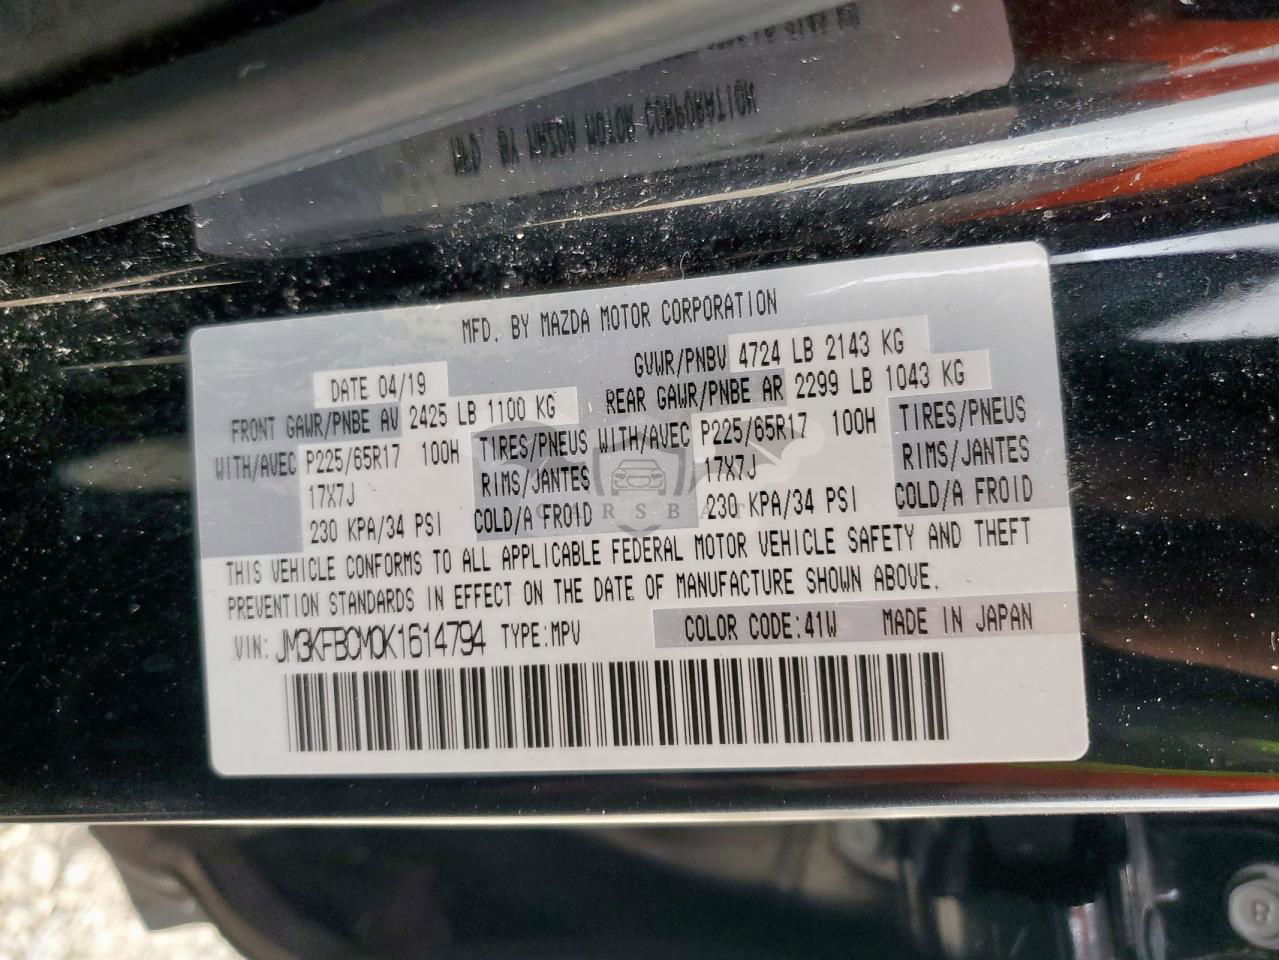 MFD. BY MAZDA MOTOR CORPORATION
DATE 04/19 GVWR/PNBV 4724 LB 2143 KG
FRONT GAWR/PNBE AV 2425 LB 1100 KG REAR GAWR/PNBE AR 2299 LB 1043 KG
WITH/AVEC P225/65R17 100H TIRES/PNEUS WITH/AVEC P225/65R17 100H TIRES/PNEUS
17X7J RIMS/JANTES 17X7J RIMS/JANTES
230 KPA/34 PSI COLD/A FROID 230 KPA/34 PSI COLD/A FROID
THIS VEHICLE CONFORMS TO ALL APPLICABLE FEDERAL MOTOR VEHICLE SAFETY AND THEFT
PREVENTION STANDARDS IN EFFECT ON THE DATE OF MANUFACTURE SHOWN ABOVE.
VIN: JM3KFBCM0K1614794 TYPE:MPV COLOR CODE:41W MADE IN JAPAN